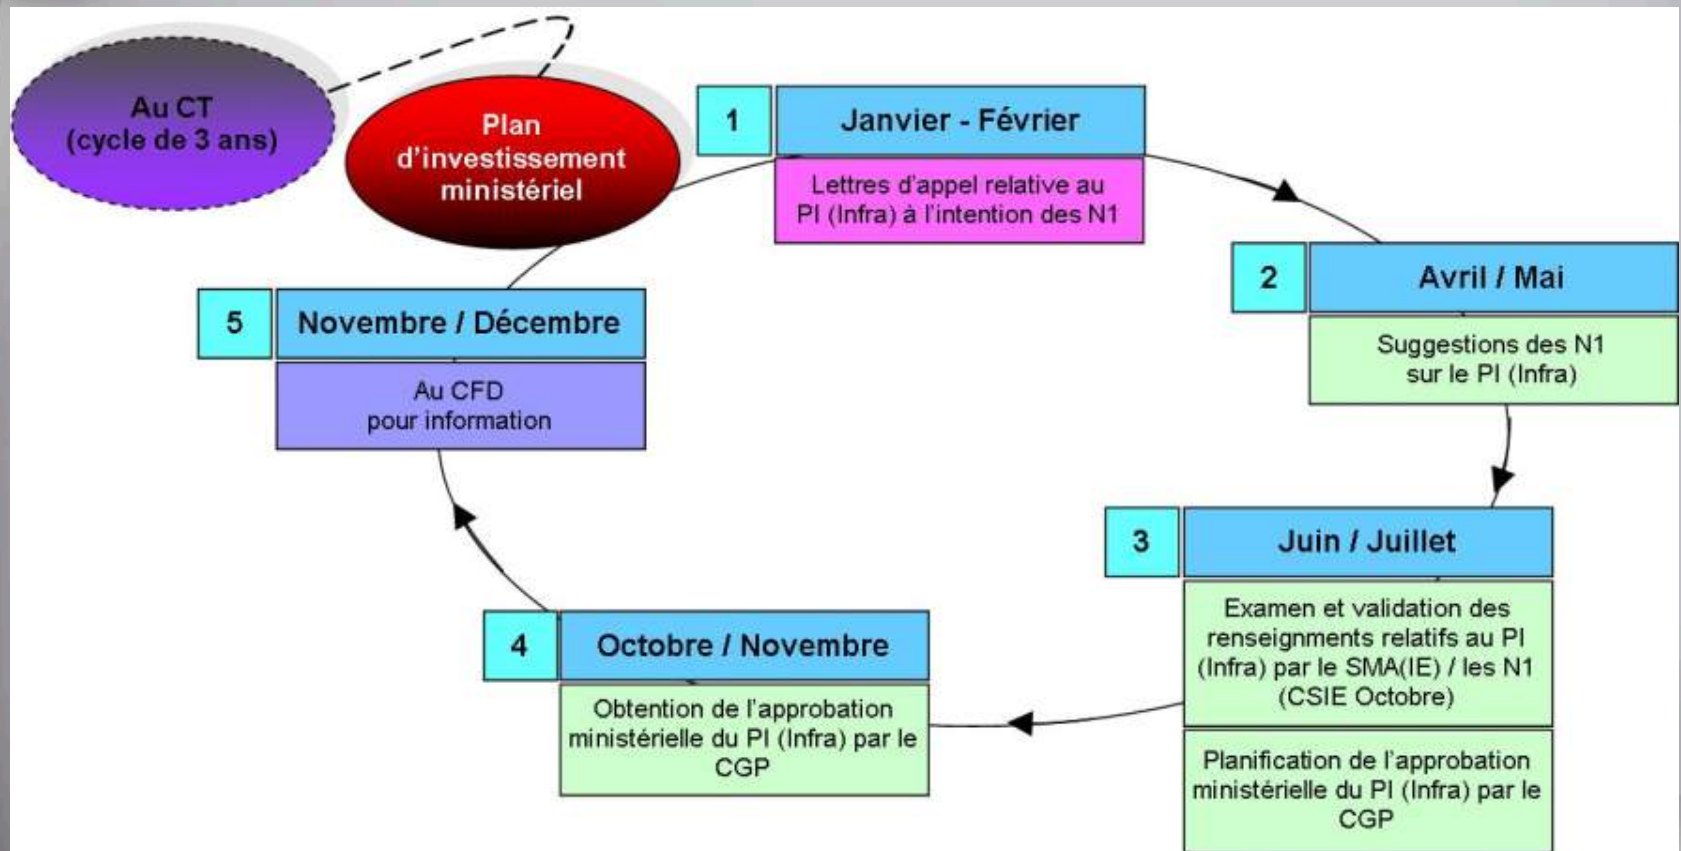 Au CT
(cycle de 3 ans)
Plan
d'investissement
ministériel
1
Janvier - Février
Lettres d'appel relative au
PI (Infra) à l'intention des N1
2
Avril / Mai
Suggestions des N1
sur le PI (Infra)
3
Juin / Juillet
Examen et validation des
renseignments relatifs au PI
(Infra) par le SMA(IE) / les N1
(CSIE Octobre)
Planification de l'approbation
ministérielle du PI (Infra) par le
CGP
4
Octobre / Novembre
Obtention de l'approbation
ministérielle du PI (Infra) par le
CGP
5
Novembre / Décembre
Au CFD
pour information